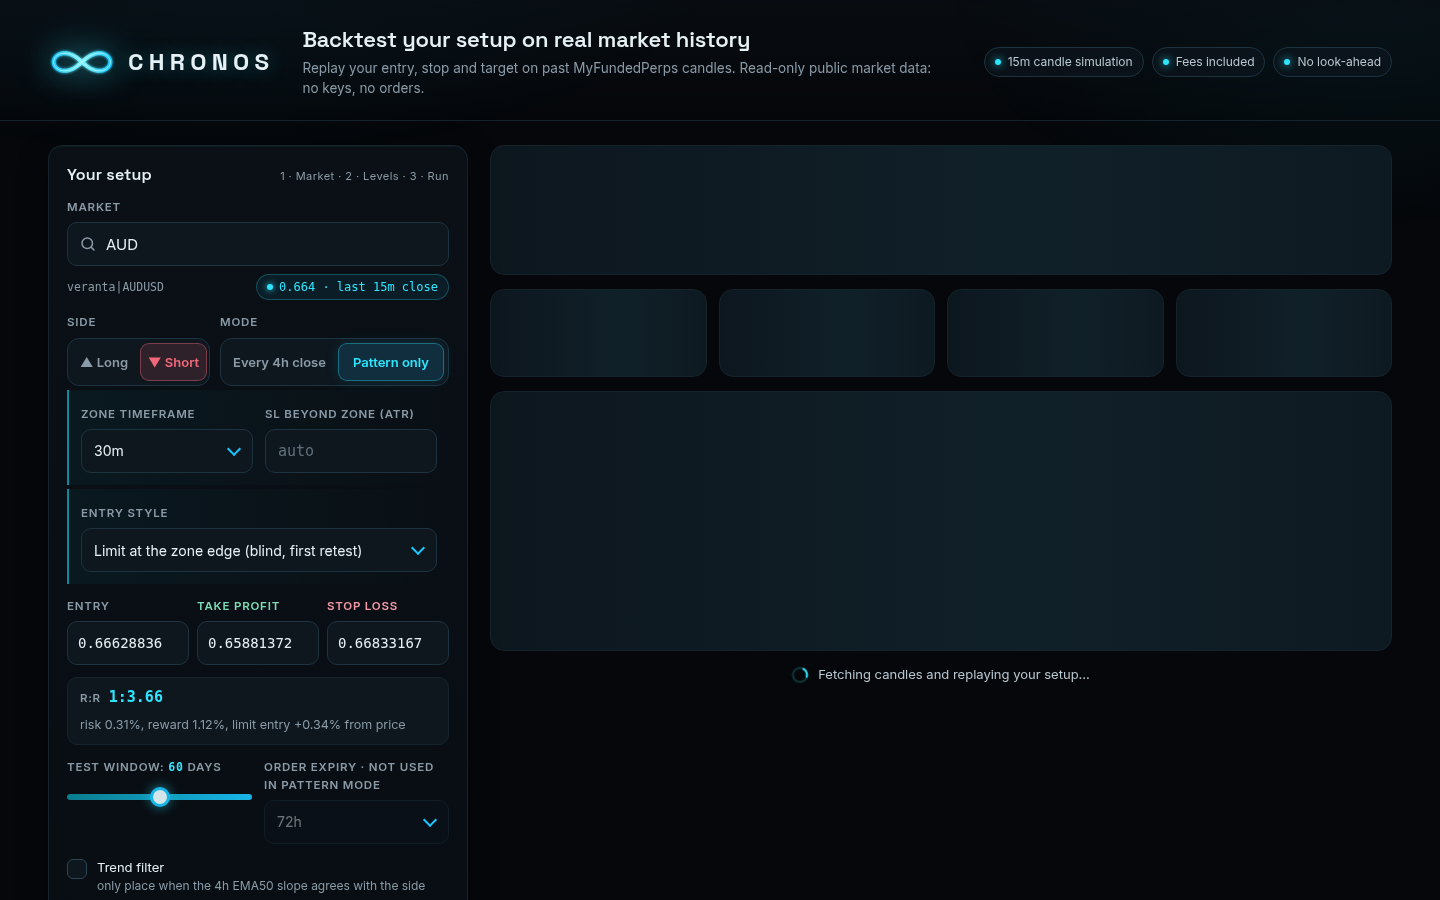 CHRONOS
Backtest your setup on real market history
Replay your entry, stop and target on past MyFundedPerps candles. Read-only public market data:
no keys, no orders.
15m candle simulation
Fees included
No look-ahead
Your setup
1 · Market · 2 · Levels · 3 · Run
MARKET
AUD
veranta|AUDUSD
0.664 · last 15m close
SIDE
MODE
▲ Long
▼ Short
Every 4h close
Pattern only
ZONE TIMEFRAME
SL BEYOND ZONE (ATR)
30m
auto
ENTRY STYLE
Limit at the zone edge (blind, first retest)
ENTRY
TAKE PROFIT
STOP LOSS
0.66628836
0.65881372
0.66833167
R:R 1:3.66
risk 0.31%, reward 1.12%, limit entry +0.34% from price
TEST WINDOW: 60 DAYS
ORDER EXPIRY · NOT USED
IN PATTERN MODE
72h
Trend filter
only place when the 4h EMA50 slope agrees with the side
Fetching candles and replaying your setup...